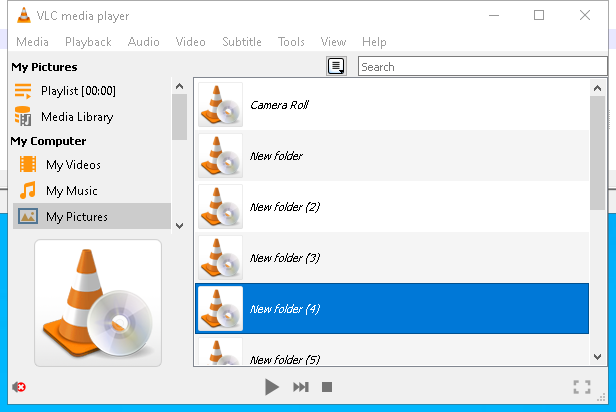 VLC media player
Media Playback Audio Video Subtitle Tools View Help
My Pictures
Search
Playlist [00:00]
Media Library
My Computer
My Videos
My Music
My Pictures
Camera Roll
New folder
New folder (2)
New folder (3)
New folder (4)
New folder (5)